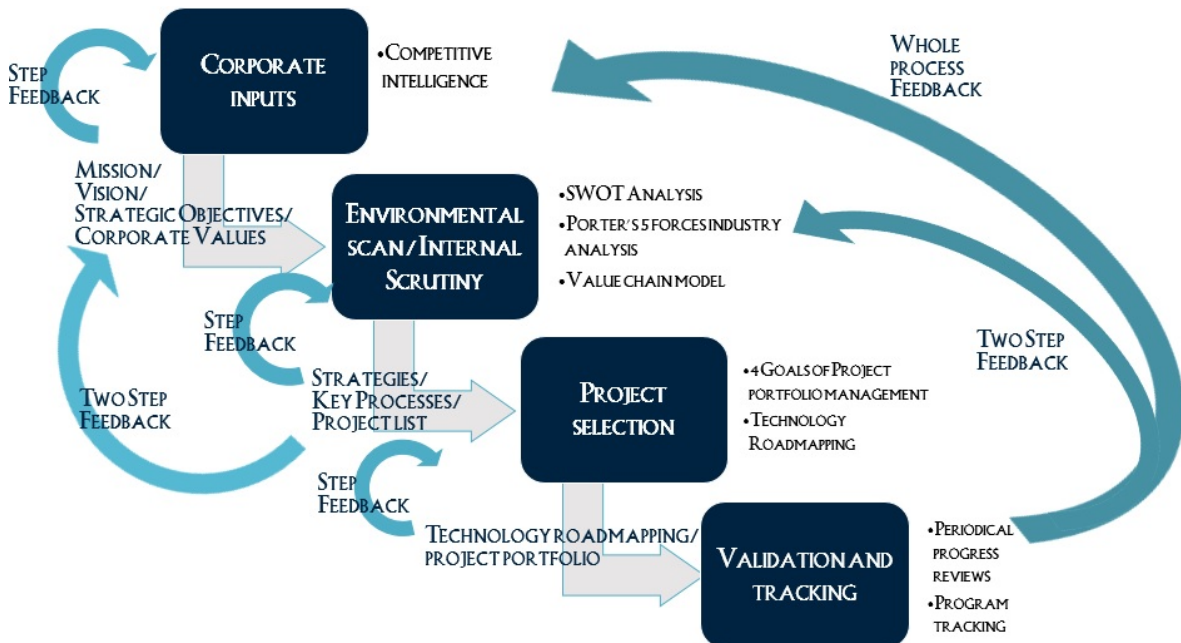 CORPORATE
INPUTS
•COMPETITIVE
INTELLIGENCE
WHOLE
PROCESS
FEEDBACK
STEP
FEEDBACK
MISSION/
VISION/
STRATEGIC OBJECTIVES/
CORPORATE VALUES
ENVIRONMENTAL
SCAN / INTERNAL
SCRUTINY
•SWOT ANALYSIS
•PORTER'S 5 FORCES INDUSTRY
ANALYSIS
•VALUE CHAIN MODEL
STEP
FEEDBACK
TWO STEP
FEEDBACK
STRATEGIES/
KEY PROCESSES/
PROJECT LIST
PROJECT
SELECTION
•4 GOALS OF PROJECT
PORTFOLIO MANAGEMENT
•TECHNOLOGY
ROADMAPPING
TWO STEP
FEEDBACK
STEP
FEEDBACK
TECHNOLOGY ROADMAPPING/
PROJECT PORTFOLIO
VALIDATION AND
TRACKING
•PERIODICAL
PROGRESS
REVIEWS
•PROGRAM
TRACKING